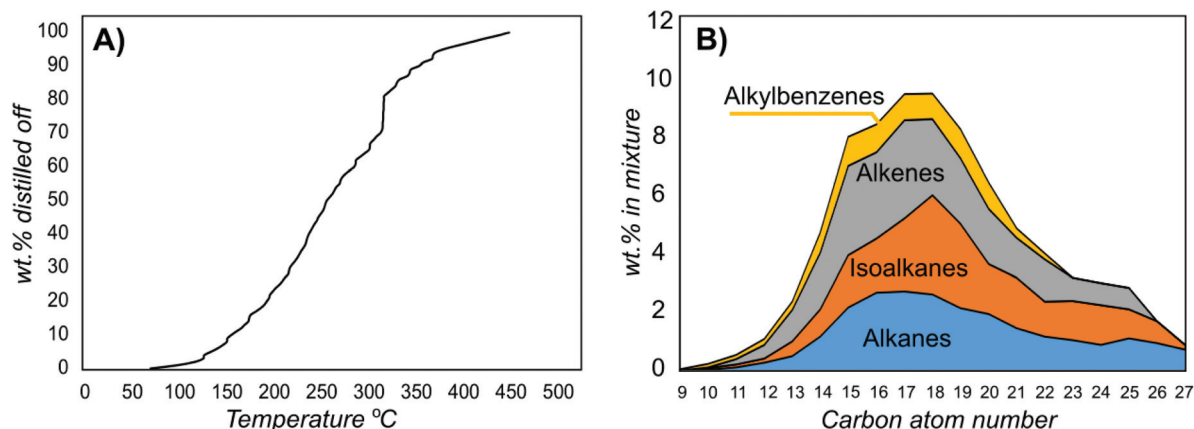 A)
wt.% distilled off
100
90
80
70
60
50
40
30
20
10
0
0 50 100 150 200 250 300 350 400 450 500
Temperature ºC
B)
wt.% in mixture
12
10
8
6
4
2
0
Alkylbenzenes
Alkenes
Isoalkanes
Alkanes
9 10 11 12 13 14 15 16 17 18 19 20 21 22 23 24 25 26 27
Carbon atom number